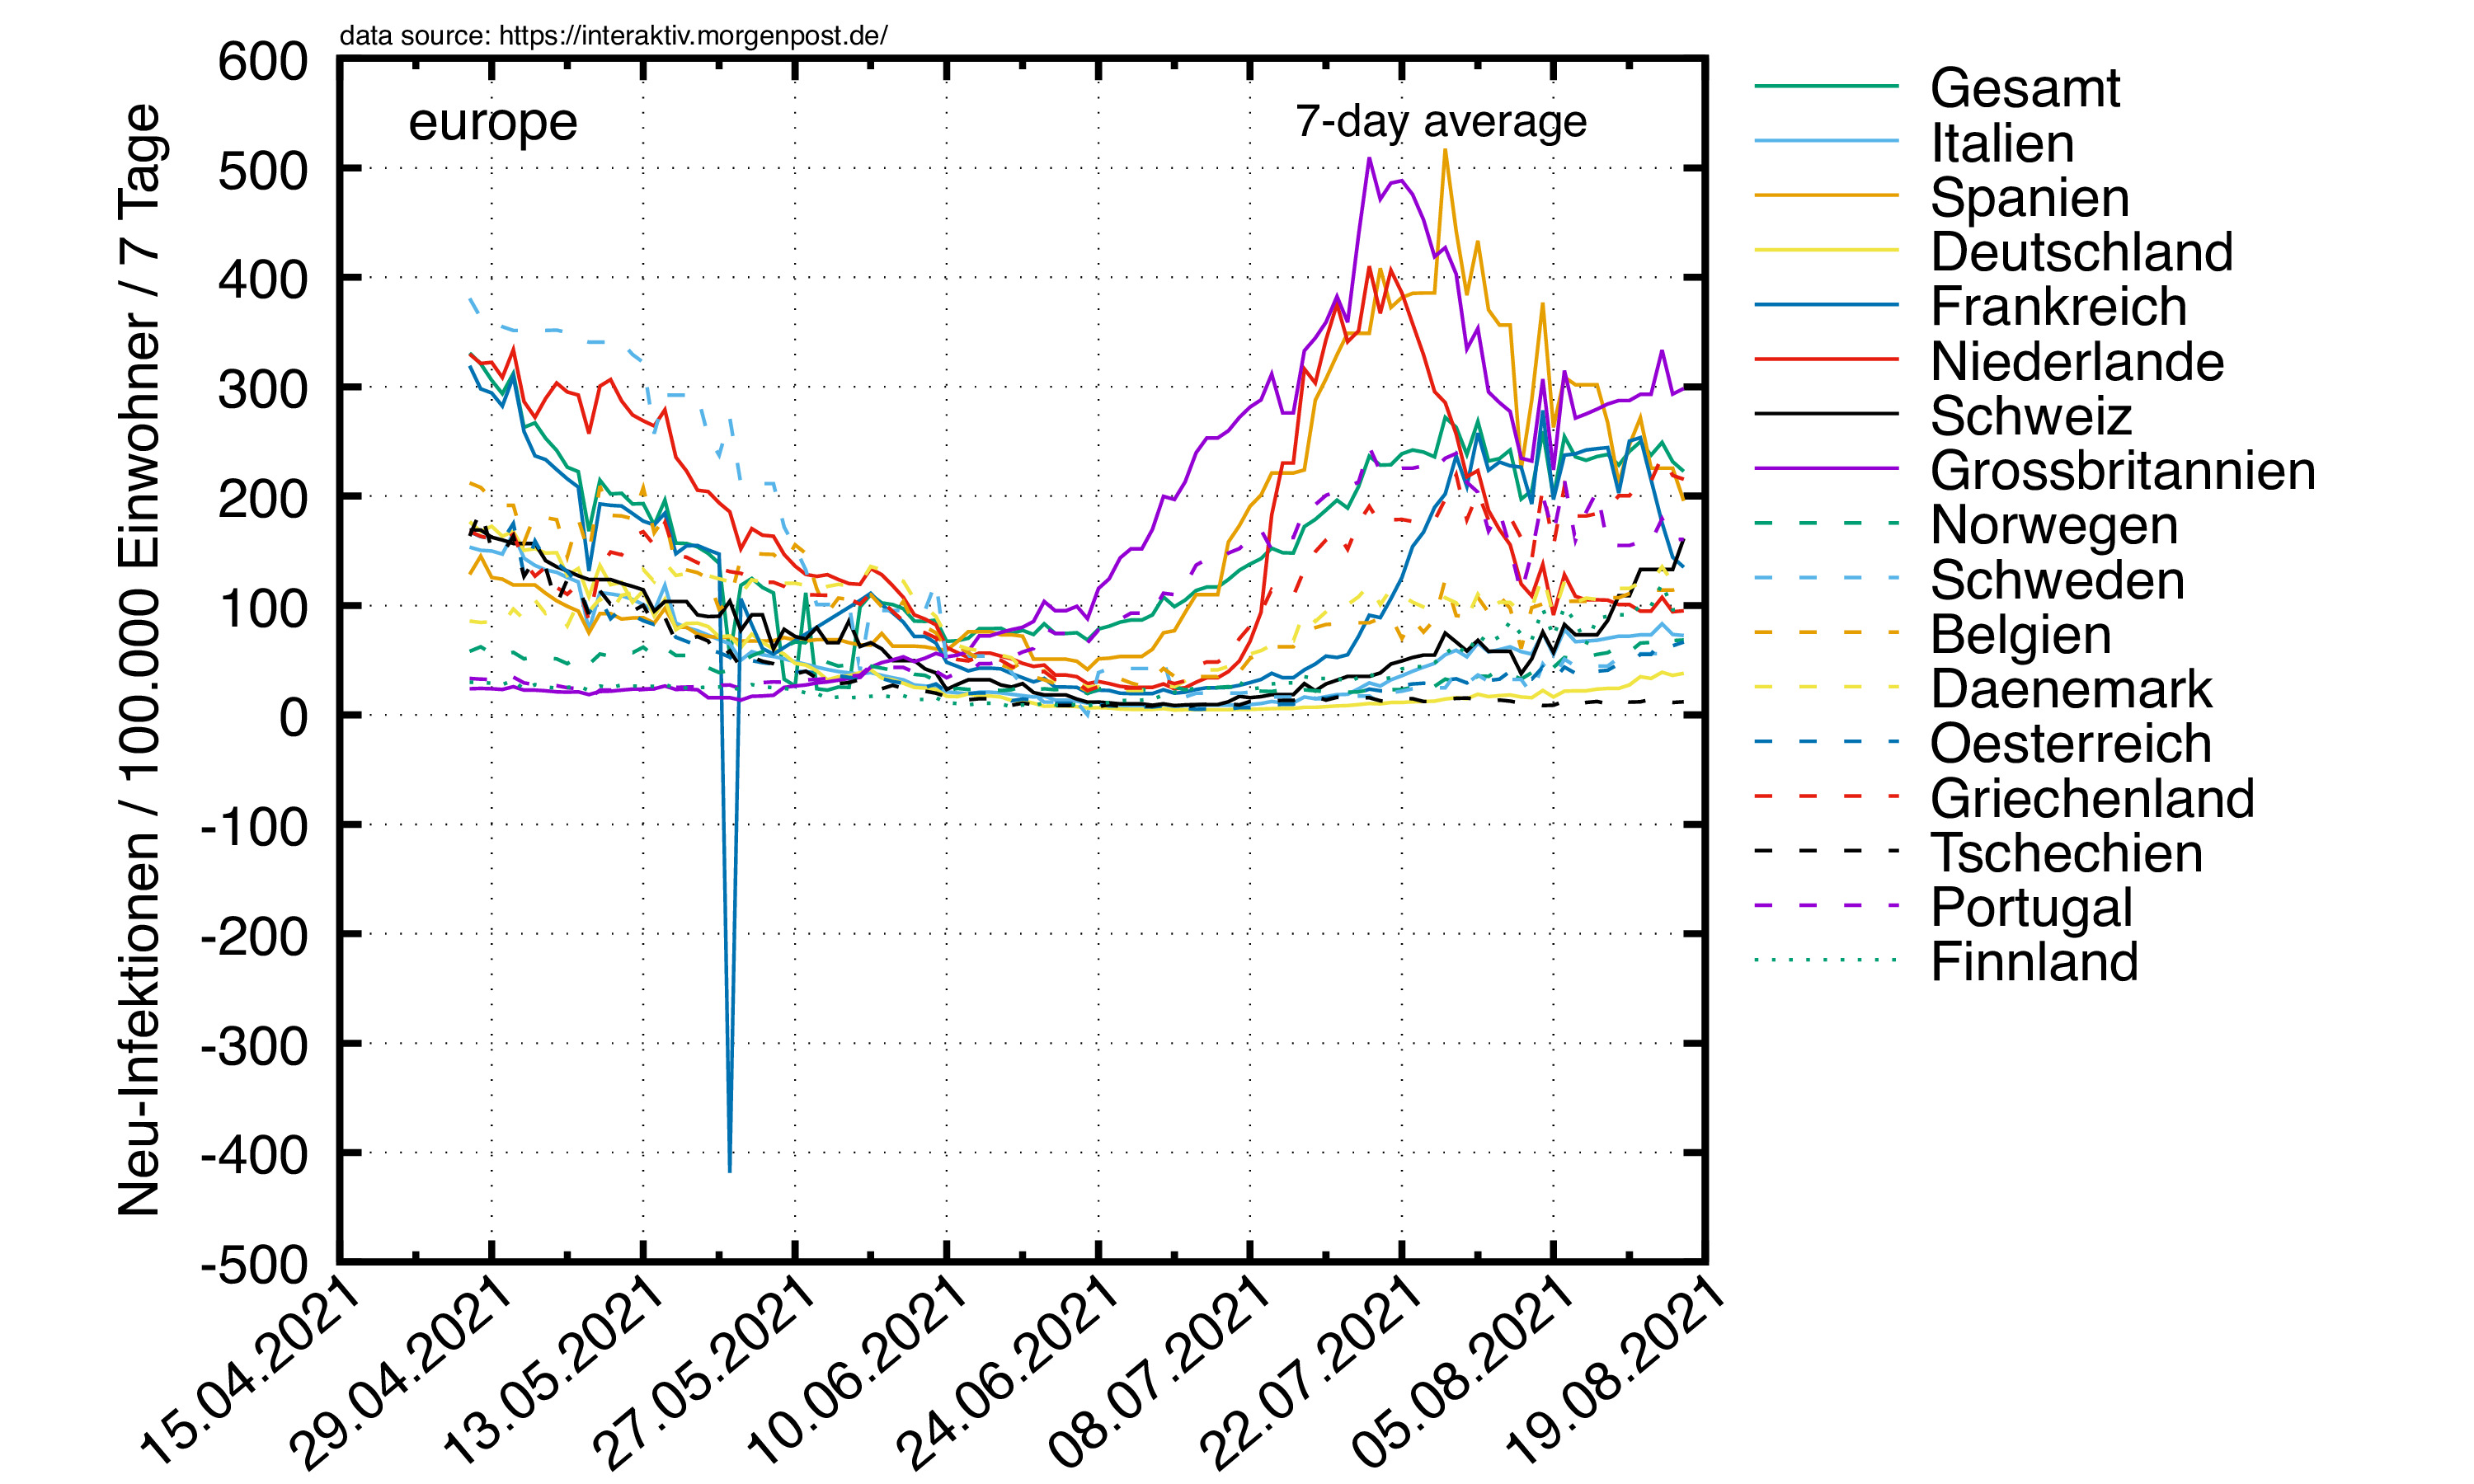 data source: https://interaktiv.morgenpost.de/
europe
7-day average
Neu-Infektionen / 100.000 Einwohner / 7 Tage
600
500
400
300
200
100
0
-100
-200
-300
-400
-500
15.04.2021
29.04.2021
13.05.2021
27.05.2021
10.06.2021
24.06.2021
08.07.2021
22.07.2021
05.08.2021
19.08.2021
Gesamt
Italien
Spanien
Deutschland
Frankreich
Niederlande
Schweiz
Grossbritannien
Norwegen
Schweden
Belgien
Daenemark
Oesterreich
Griechenland
Tschechien
Portugal
Finnland